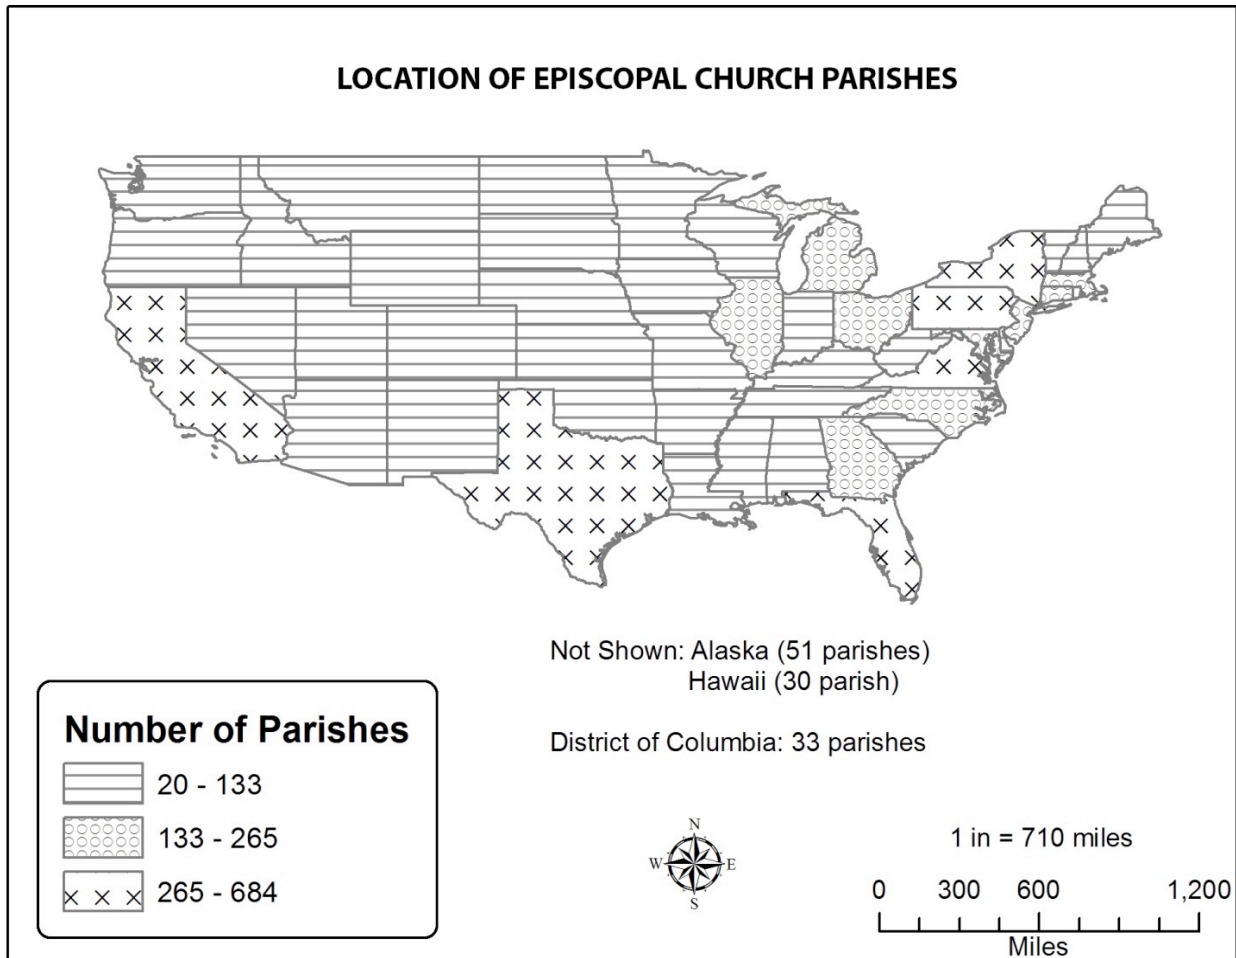 LOCATION OF EPISCOPAL CHURCH PARISHES
Not Shown: Alaska (51 parishes)
Hawaii (30 parish)
District of Columbia: 33 parishes
Number of Parishes
20 - 133
133 - 265
265 - 684
N
W E
S
1 in = 710 miles
0 300 600 1,200
Miles